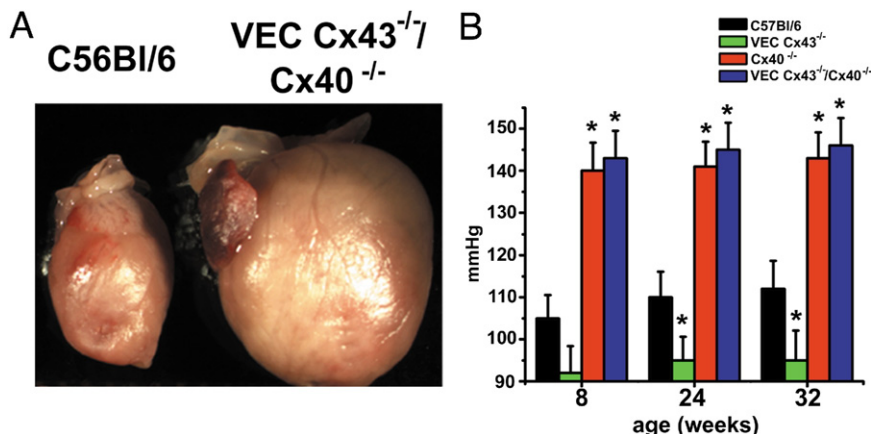 A
C56Bl/6
VEC Cx43-/-/
Cx40 -/-
B
C57Bl/6
VEC Cx43-/-
Cx40-/-
VEC Cx43-/-/Cx40-/-
mmHg
150
140
130
120
110
100
90
* * * * * * * *
8 24 32
age (weeks)